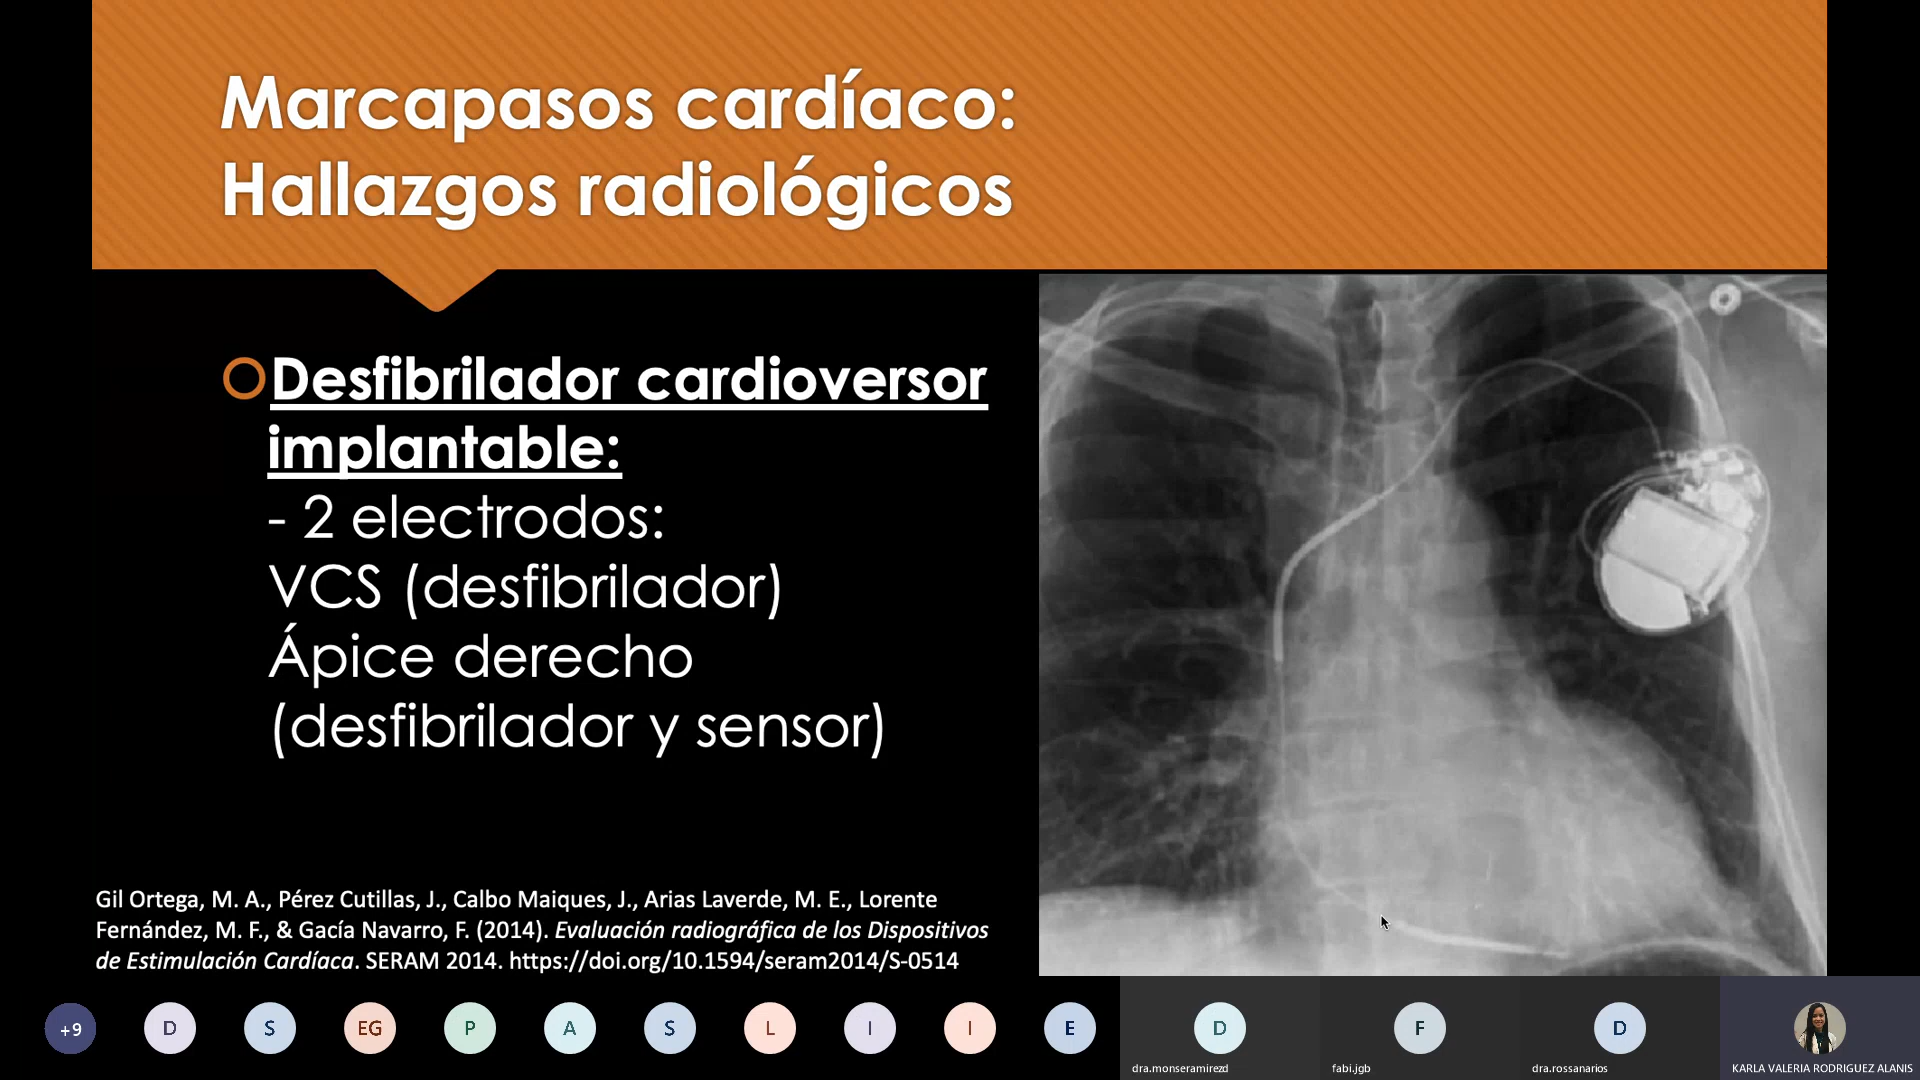 Marcapasos cardíaco:
Hallazgos radiológicos
Desfibrilador cardioversor
implantable:
- 2 electrodos:
VCS (desfibrilador)
Ápice derecho
(desfibrilador y sensor)
Gil Ortega, M. A., Pérez Cutillas, J., Calbo Maiques, J., Arias Laverde, M. E., Lorente
Fernández, M. F., & Gacía Navarro, F. (2014). Evaluación radiográfica de los Dispositivos
de Estimulación Cardíaca. SERAM 2014. https://doi.org/10.1594/seram2014/S-0514
+9 D S EG P A S L I I E D F D
dra.monseramirezd fabi.jgb dra.rossanarios KARLA VALERIA RODRIGUEZ ALANIS